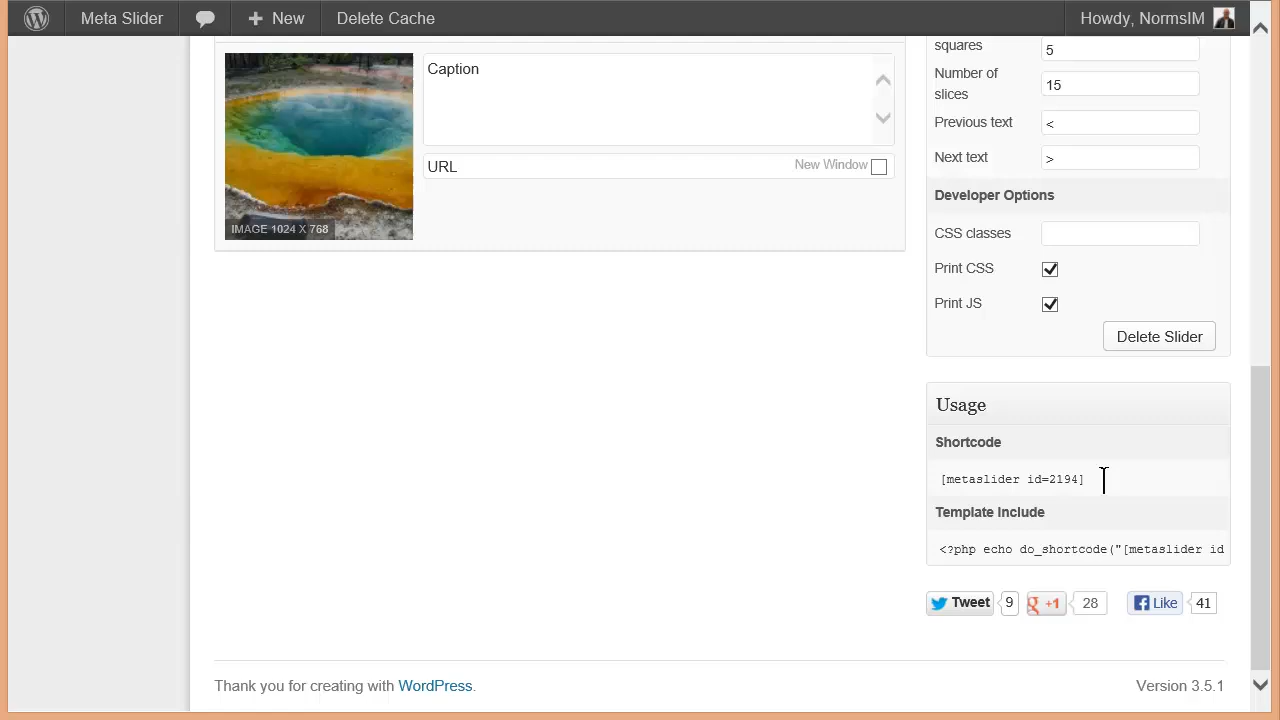 Meta Slider
New
Delete Cache
Howdy, NormsIM
Caption
URL
New Window
IMAGE 1024 X 768
squares
5
Number of
slices
15
Previous text
<
Next text
>
Developer Options
CSS classes
Print CSS
Print JS
Delete Slider
Usage
Shortcode
[metaslider id=2194]
Template Include
<?php echo do_shortcode("[metaslider id
Tweet 9
+1 28
Like 41
Thank you for creating with WordPress.
Version 3.5.1